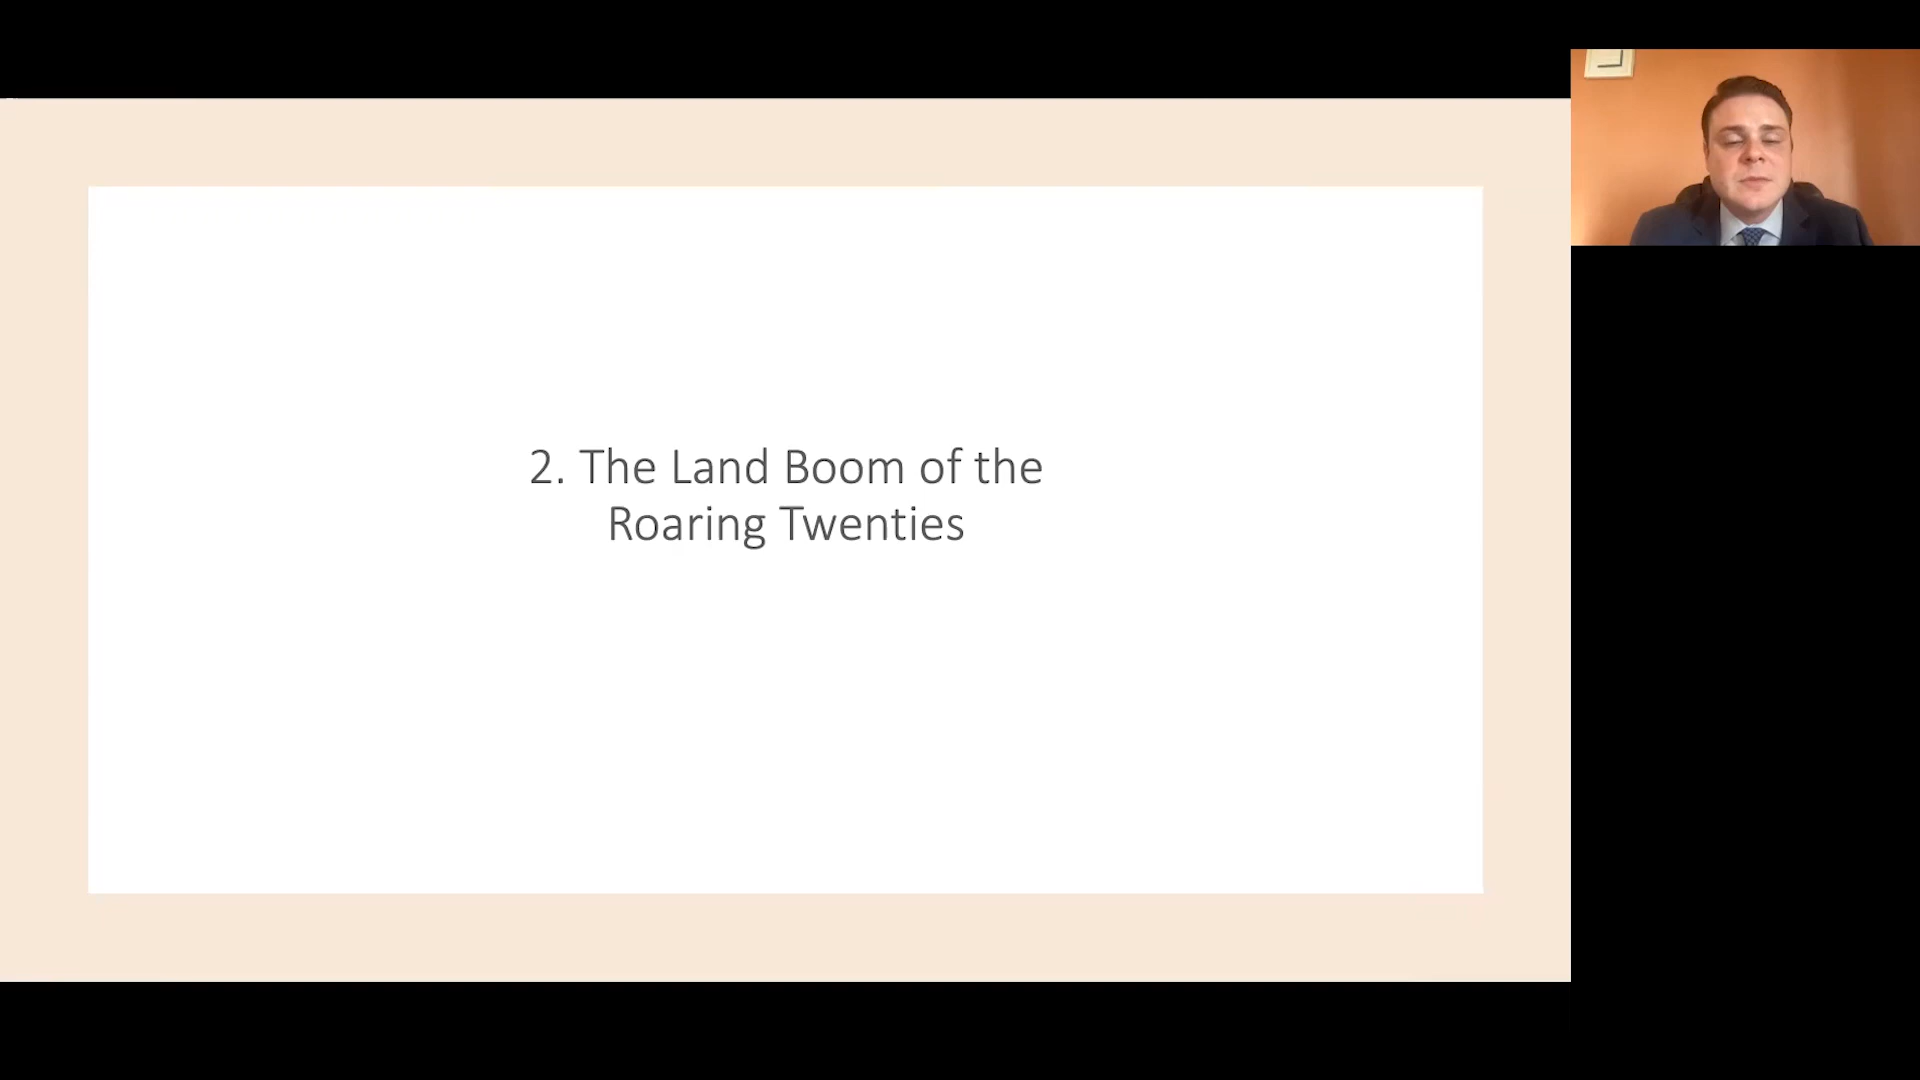 2. The Land Boom of the
Roaring Twenties